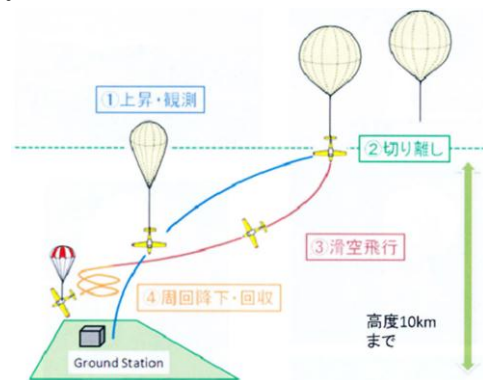 ①上昇・観測
②切り離し
③滑空飛行
④周回降下・回収
高度10km
まで
Ground Station